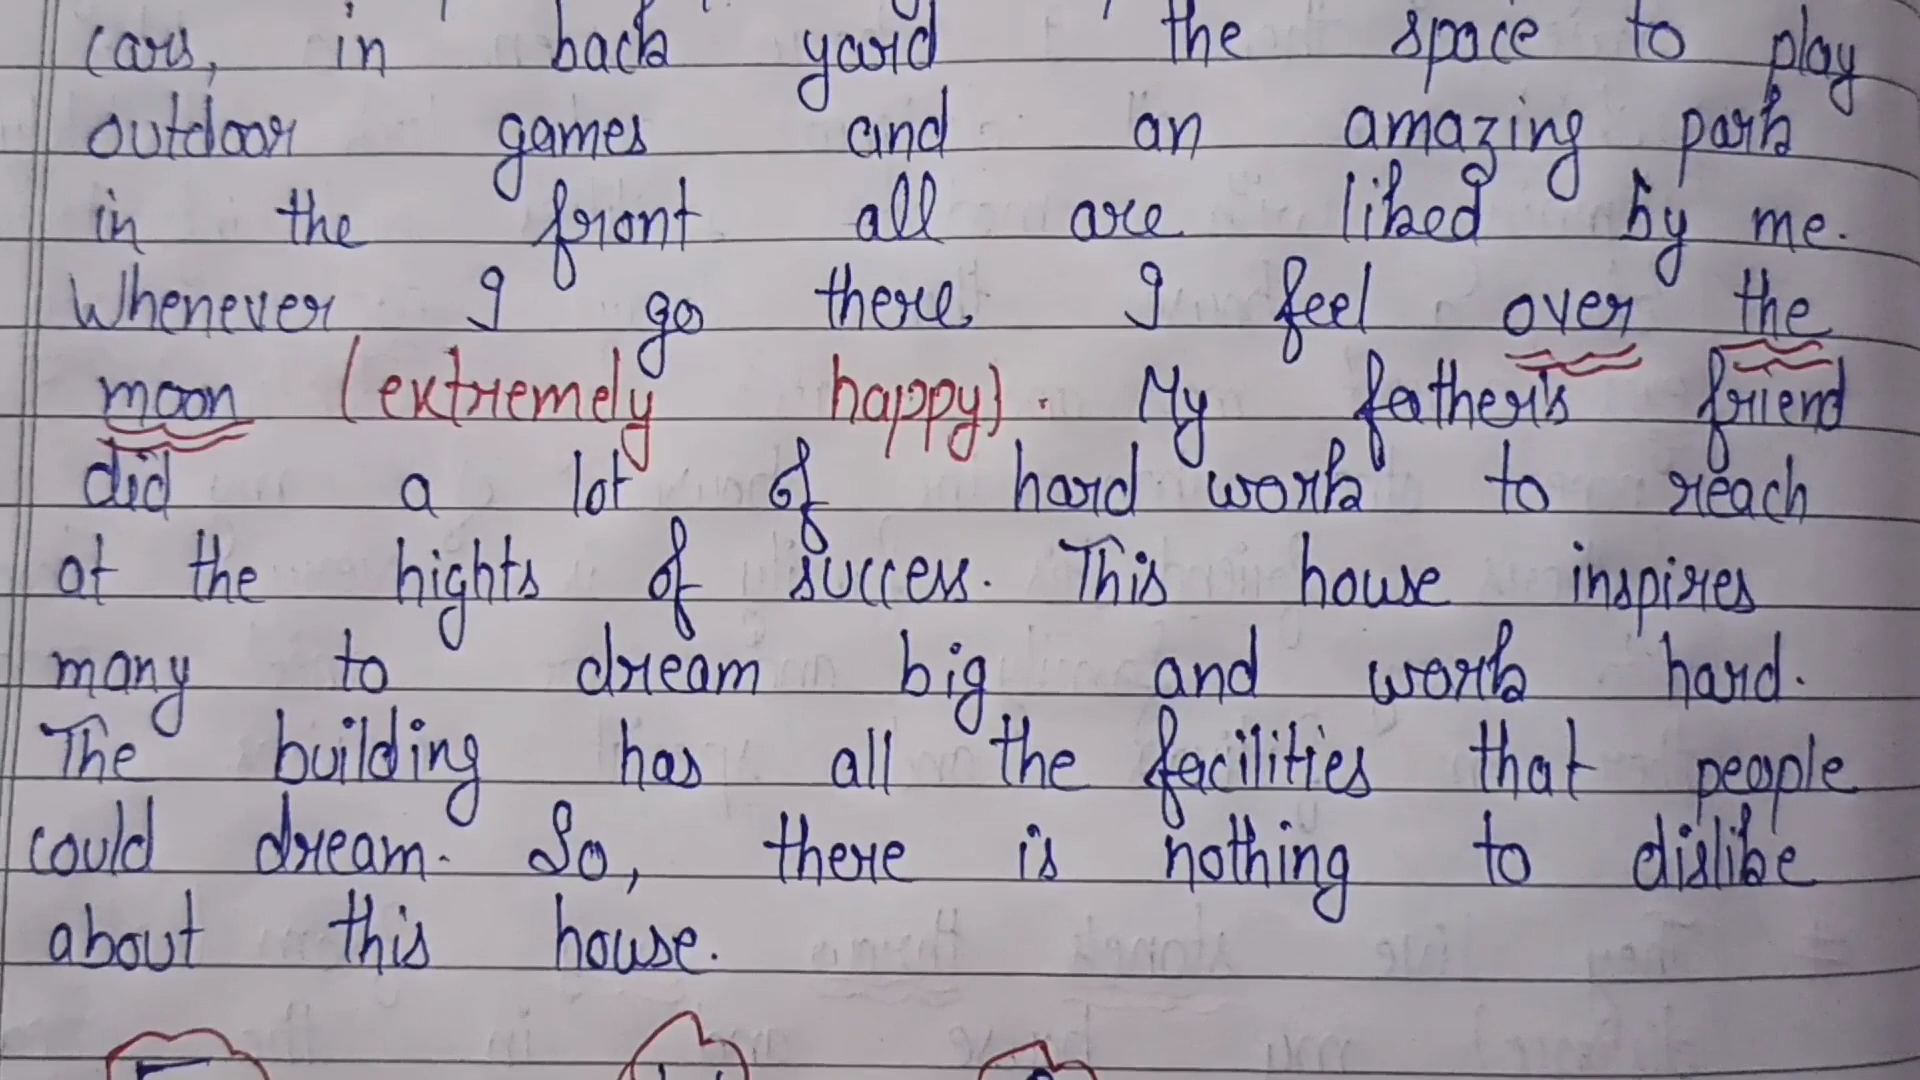 cars, in back yard the space to play
outdoor games and an amazing park
in the front all are liked by me.
Whenever I go there, I feel over the
moon (extremely happy). My father's friend
did a lot of hard work to reach
at the hights of success. This house inspires
many to dream big and work hard.
The building has all the facilities that people
could dream. So, there is nothing to dislike
about this house.